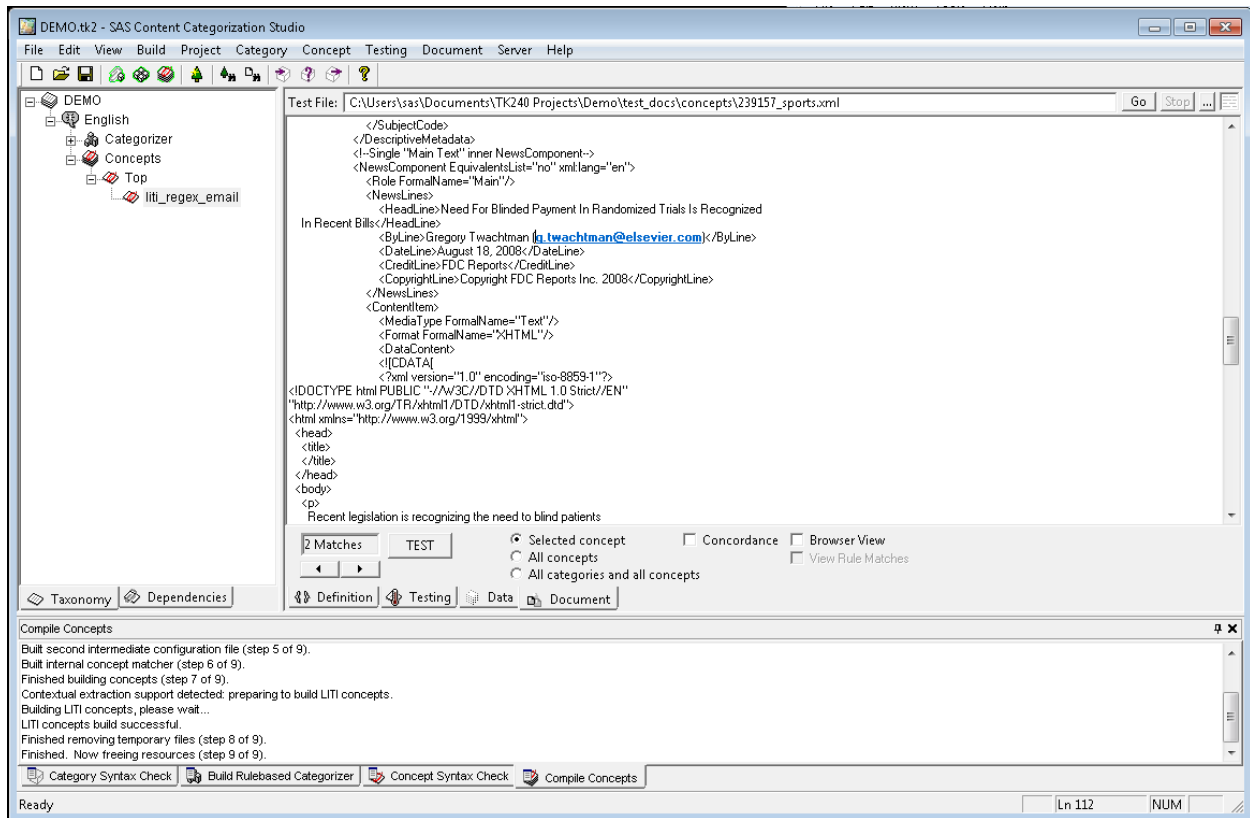 DEMO.tk2 - SAS Content Categorization Studio
File Edit View Build Project Category Concept Testing Document Server Help
DEMO
English
Categorizer
Concepts
Top
liti_regex_email
Taxonomy Dependencies
Test File: C:\Users\sas\Documents\TK240 Projects\Demo\test_docs\concepts\239157_sports.xml Go Stop ...
</SubjectCode>
</DescriptiveMetadata>
<!--Single "Main Text" inner NewsComponent-->
<NewsComponent EquivalentsList="no" xml:lang="en">
<Role FormalName="Main"/>
<NewsLines>
<HeadLine>Need For Blinded Payment In Randomized Trials Is Recognized
In Recent Bills</HeadLine>
<ByLine>Gregory Twachtman (g.twachtman@elsevier.com)</ByLine>
<DateLine>August 18, 2008</DateLine>
<CreditLine>FDC Reports</CreditLine>
<CopyrightLine>Copyright FDC Reports Inc. 2008</CopyrightLine>
</NewsLines>
<ContentItem>
<MediaType FormalName="Text"/>
<Format FormalName="XHTML"/>
<DataContent>
<![CDATA[
<?xml version="1.0" encoding="iso-8859-1"?>
<!DOCTYPE html PUBLIC "-//W3C//DTD XHTML 1.0 Strict//EN"
"http://www.w3.org/TR/xhtml1/DTD/xhtml1-strict.dtd">
<html xmlns="http://www.w3.org/1999/xhtml">
<head>
<title>
</title>
</head>
<body>
<p>
Recent legislation is recognizing the need to blind patients
2 Matches TEST
Selected concept
All concepts
All categories and all concepts
Concordance
Browser View
View Rule Matches
Definition Testing Data Document
Compile Concepts
Built second intermediate configuration file (step 5 of 9).
Built internal concept matcher (step 6 of 9).
Finished building concepts (step 7 of 9).
Contextual extraction support detected: preparing to build LITI concepts.
Building LITI concepts, please wait...
LITI concepts build successful.
Finished removing temporary files (step 8 of 9).
Finished. Now freeing resources (step 9 of 9).
Category Syntax Check Build Rulebased Categorizer Concept Syntax Check Compile Concepts
Ready Ln 112 NUM